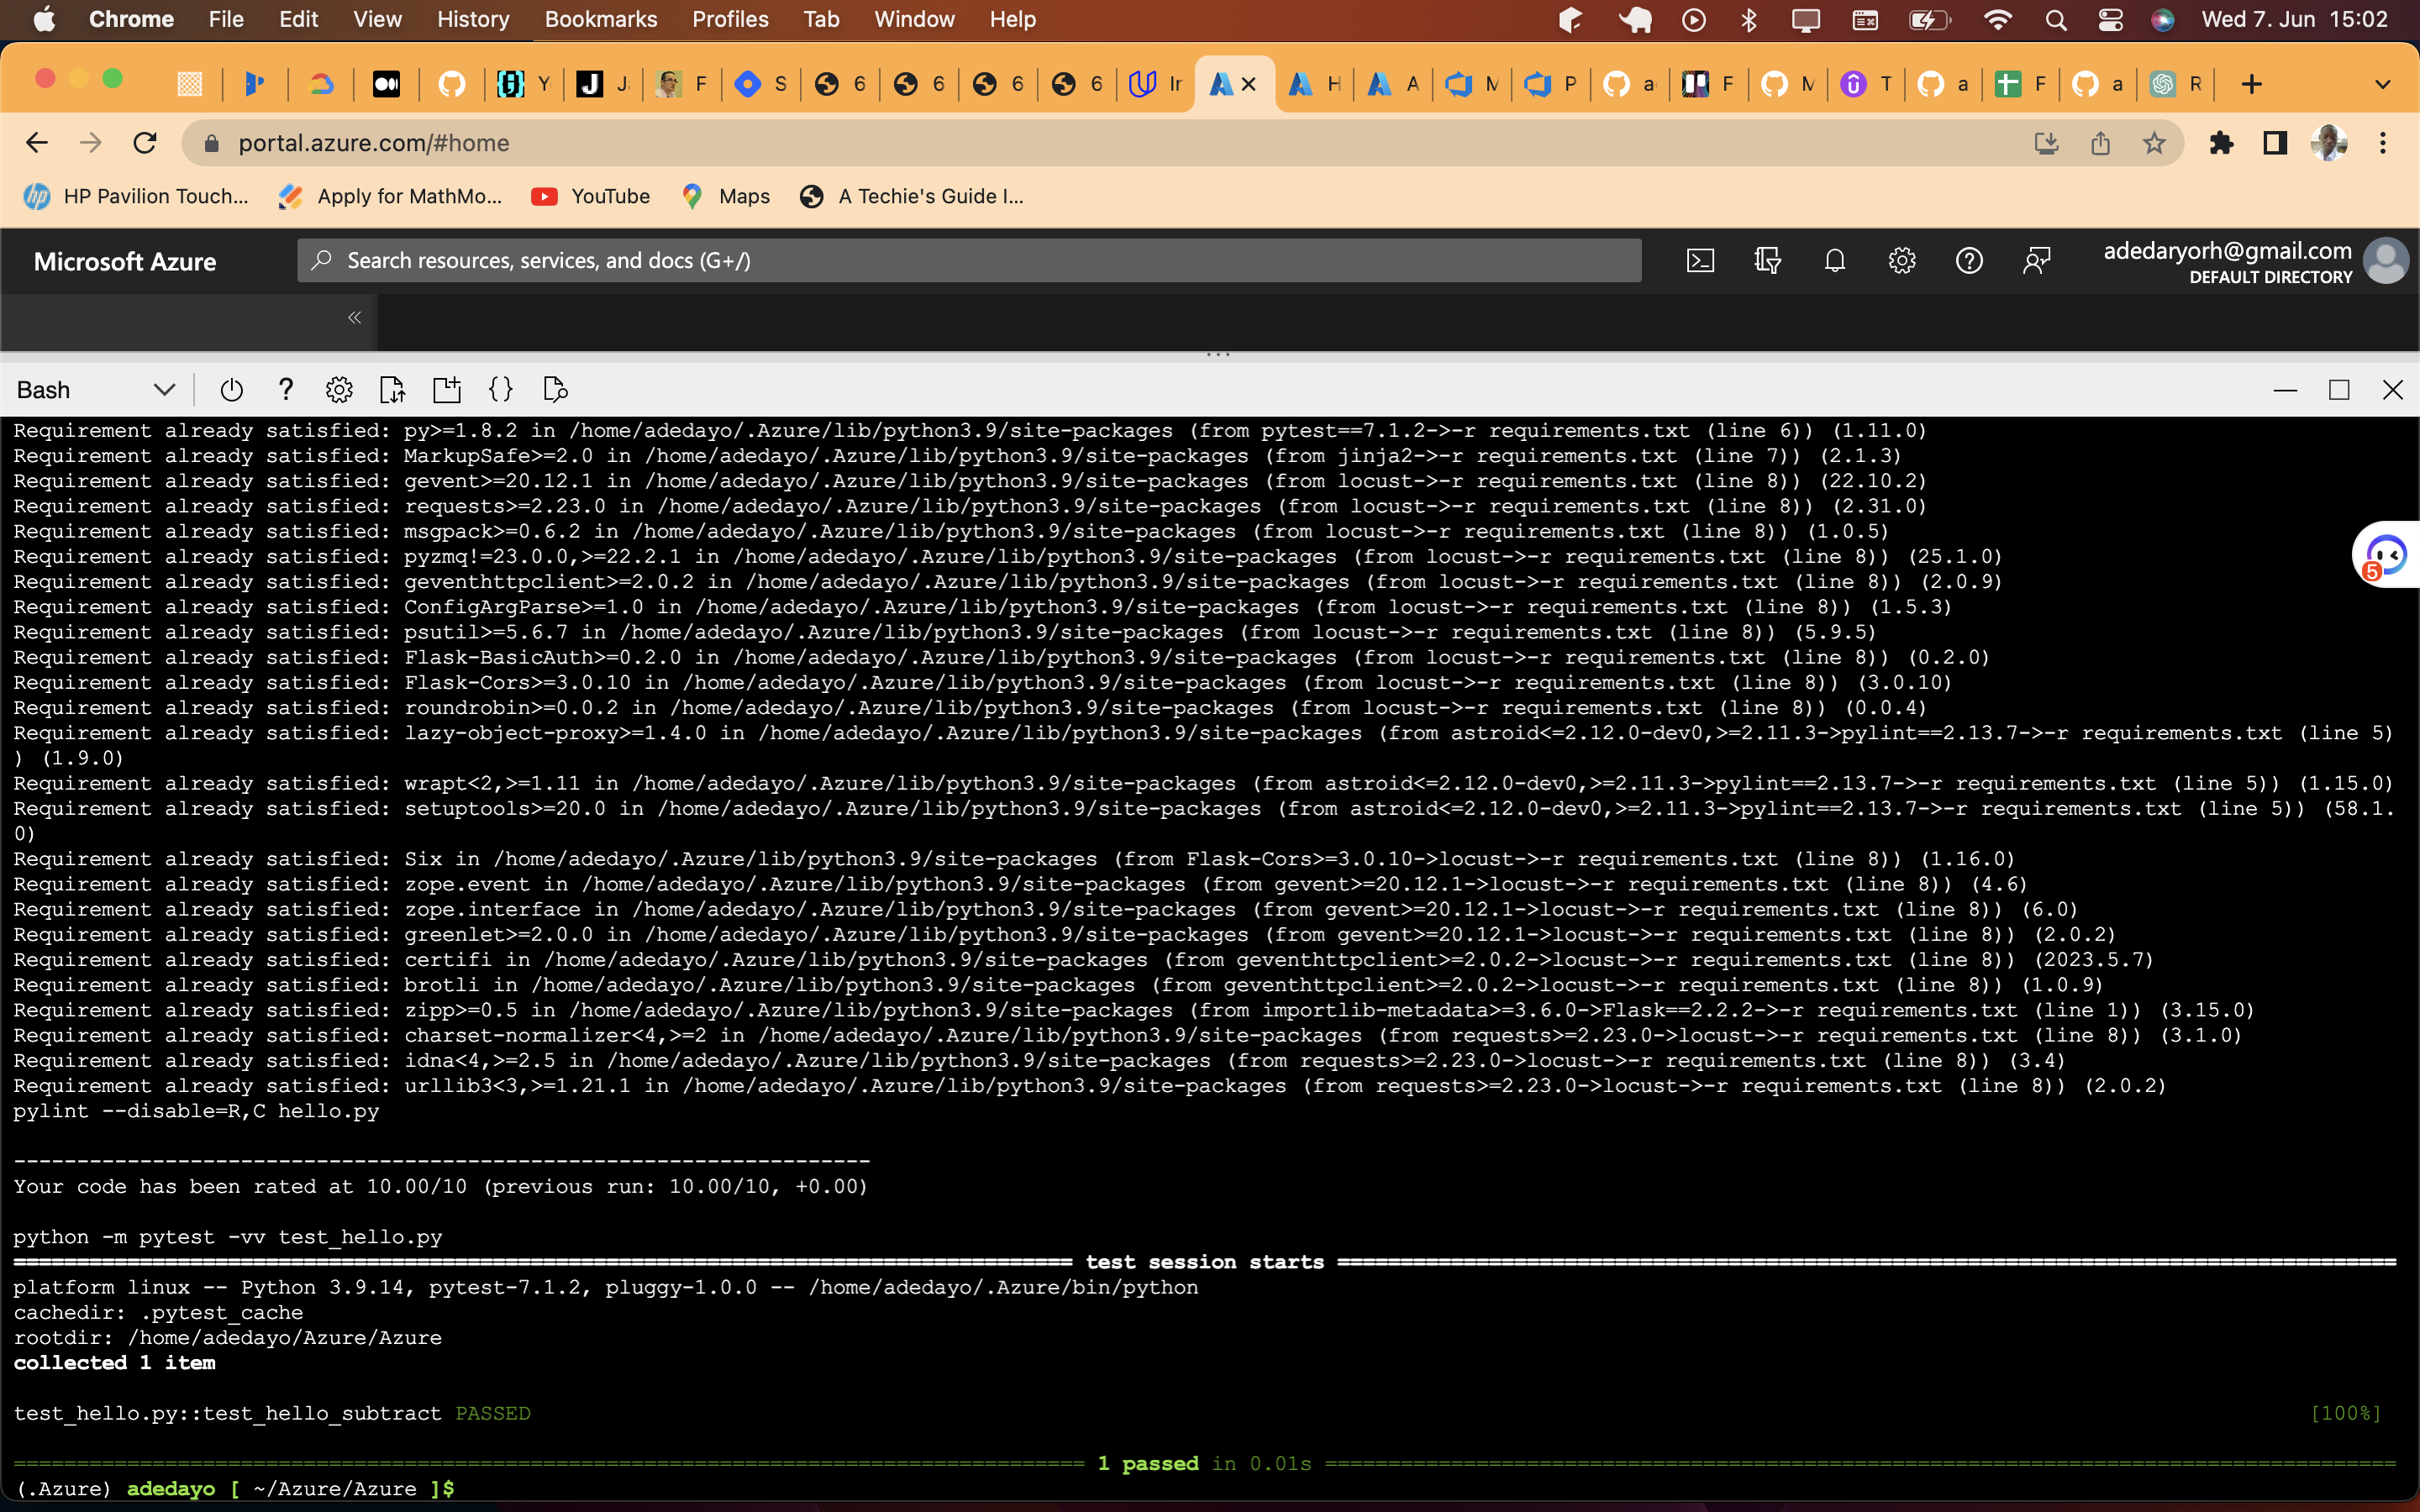 Chrome File Edit View History Bookmarks Profiles Tab Window Help Wed 7. Jun 15:02
Y J F S 6 6 6 6 Ir H A M P a F M T a F a R
portal.azure.com/#home
HP Pavilion Touch... Apply for MathMo... YouTube Maps A Techie's Guide I...
Microsoft Azure Search resources, services, and docs (G+/) adedaryorh@gmail.com
DEFAULT DIRECTORY
Bash
Requirement already satisfied: py>=1.8.2 in /home/adedayo/.Azure/lib/python3.9/site-packages (from pytest==7.1.2->-r requirements.txt (line 6)) (1.11.0)
Requirement already satisfied: MarkupSafe>=2.0 in /home/adedayo/.Azure/lib/python3.9/site-packages (from jinja2->-r requirements.txt (line 7)) (2.1.3)
Requirement already satisfied: gevent>=20.12.1 in /home/adedayo/.Azure/lib/python3.9/site-packages (from locust->-r requirements.txt (line 8)) (22.10.2)
Requirement already satisfied: requests>=2.23.0 in /home/adedayo/.Azure/lib/python3.9/site-packages (from locust->-r requirements.txt (line 8)) (2.31.0)
Requirement already satisfied: msgpack>=0.6.2 in /home/adedayo/.Azure/lib/python3.9/site-packages (from locust->-r requirements.txt (line 8)) (1.0.5)
Requirement already satisfied: pyzmq!=23.0.0,>=22.2.1 in /home/adedayo/.Azure/lib/python3.9/site-packages (from locust->-r requirements.txt (line 8)) (25.1.0)
5
Requirement already satisfied: geventhttpclient>=2.0.2 in /home/adedayo/.Azure/lib/python3.9/site-packages (from locust->-r requirements.txt (line 8)) (2.0.9)
Requirement already satisfied: ConfigArgParse>=1.0 in /home/adedayo/.Azure/lib/python3.9/site-packages (from locust->-r requirements.txt (line 8)) (1.5.3)
Requirement already satisfied: psutil>=5.6.7 in /home/adedayo/.Azure/lib/python3.9/site-packages (from locust->-r requirements.txt (line 8)) (5.9.5)
Requirement already satisfied: Flask-BasicAuth>=0.2.0 in /home/adedayo/.Azure/lib/python3.9/site-packages (from locust->-r requirements.txt (line 8)) (0.2.0)
Requirement already satisfied: Flask-Cors>=3.0.10 in /home/adedayo/.Azure/lib/python3.9/site-packages (from locust->-r requirements.txt (line 8)) (3.0.10)
Requirement already satisfied: roundrobin>=0.0.2 in /home/adedayo/.Azure/lib/python3.9/site-packages (from locust->-r requirements.txt (line 8)) (0.0.4)
Requirement already satisfied: lazy-object-proxy>=1.4.0 in /home/adedayo/.Azure/lib/python3.9/site-packages (from astroid<=2.12.0-dev0,>=2.11.3->pylint==2.13.7->-r requirements.txt (line 5)
) (1.9.0)
Requirement already satisfied: wrapt<2,>=1.11 in /home/adedayo/.Azure/lib/python3.9/site-packages (from astroid<=2.12.0-dev0,>=2.11.3->pylint==2.13.7->-r requirements.txt (line 5)) (1.15.0)
Requirement already satisfied: setuptools>=20.0 in /home/adedayo/.Azure/lib/python3.9/site-packages (from astroid<=2.12.0-dev0,>=2.11.3->pylint==2.13.7->-r requirements.txt (line 5)) (58.1.
0)
Requirement already satisfied: Six in /home/adedayo/.Azure/lib/python3.9/site-packages (from Flask-Cors>=3.0.10->locust->-r requirements.txt (line 8)) (1.16.0)
Requirement already satisfied: zope.event in /home/adedayo/.Azure/lib/python3.9/site-packages (from gevent>=20.12.1->locust->-r requirements.txt (line 8)) (4.6)
Requirement already satisfied: zope.interface in /home/adedayo/.Azure/lib/python3.9/site-packages (from gevent>=20.12.1->locust->-r requirements.txt (line 8)) (6.0)
Requirement already satisfied: greenlet>=2.0.0 in /home/adedayo/.Azure/lib/python3.9/site-packages (from gevent>=20.12.1->locust->-r requirements.txt (line 8)) (2.0.2)
Requirement already satisfied: certifi in /home/adedayo/.Azure/lib/python3.9/site-packages (from geventhttpclient>=2.0.2->locust->-r requirements.txt (line 8)) (2023.5.7)
Requirement already satisfied: brotli in /home/adedayo/.Azure/lib/python3.9/site-packages (from geventhttpclient>=2.0.2->locust->-r requirements.txt (line 8)) (1.0.9)
Requirement already satisfied: zipp>=0.5 in /home/adedayo/.Azure/lib/python3.9/site-packages (from importlib-metadata>=3.6.0->Flask==2.2.2->-r requirements.txt (line 1)) (3.15.0)
Requirement already satisfied: charset-normalizer<4,>=2 in /home/adedayo/.Azure/lib/python3.9/site-packages (from requests>=2.23.0->locust->-r requirements.txt (line 8)) (3.1.0)
Requirement already satisfied: idna<4,>=2.5 in /home/adedayo/.Azure/lib/python3.9/site-packages (from requests>=2.23.0->locust->-r requirements.txt (line 8)) (3.4)
Requirement already satisfied: urllib3<3,>=1.21.1 in /home/adedayo/.Azure/lib/python3.9/site-packages (from requests>=2.23.0->locust->-r requirements.txt (line 8)) (2.0.2)
pylint --disable=R,C hello.py
--------------------------------------------------------------------
Your code has been rated at 10.00/10 (previous run: 10.00/10, +0.00)
python -m pytest -vv test_hello.py
==================================================================================== test session starts ====================================================================================
platform linux -- Python 3.9.14, pytest-7.1.2, pluggy-1.0.0 -- /home/adedayo/.Azure/bin/python
cachedir: .pytest_cache
rootdir: /home/adedayo/Azure/Azure
collected 1 item
test_hello.py::test_hello_subtract PASSED [100%]
===================================================================================== 1 passed in 0.01s =====================================================================================
(.Azure) adedayo [ ~/Azure/Azure ]$